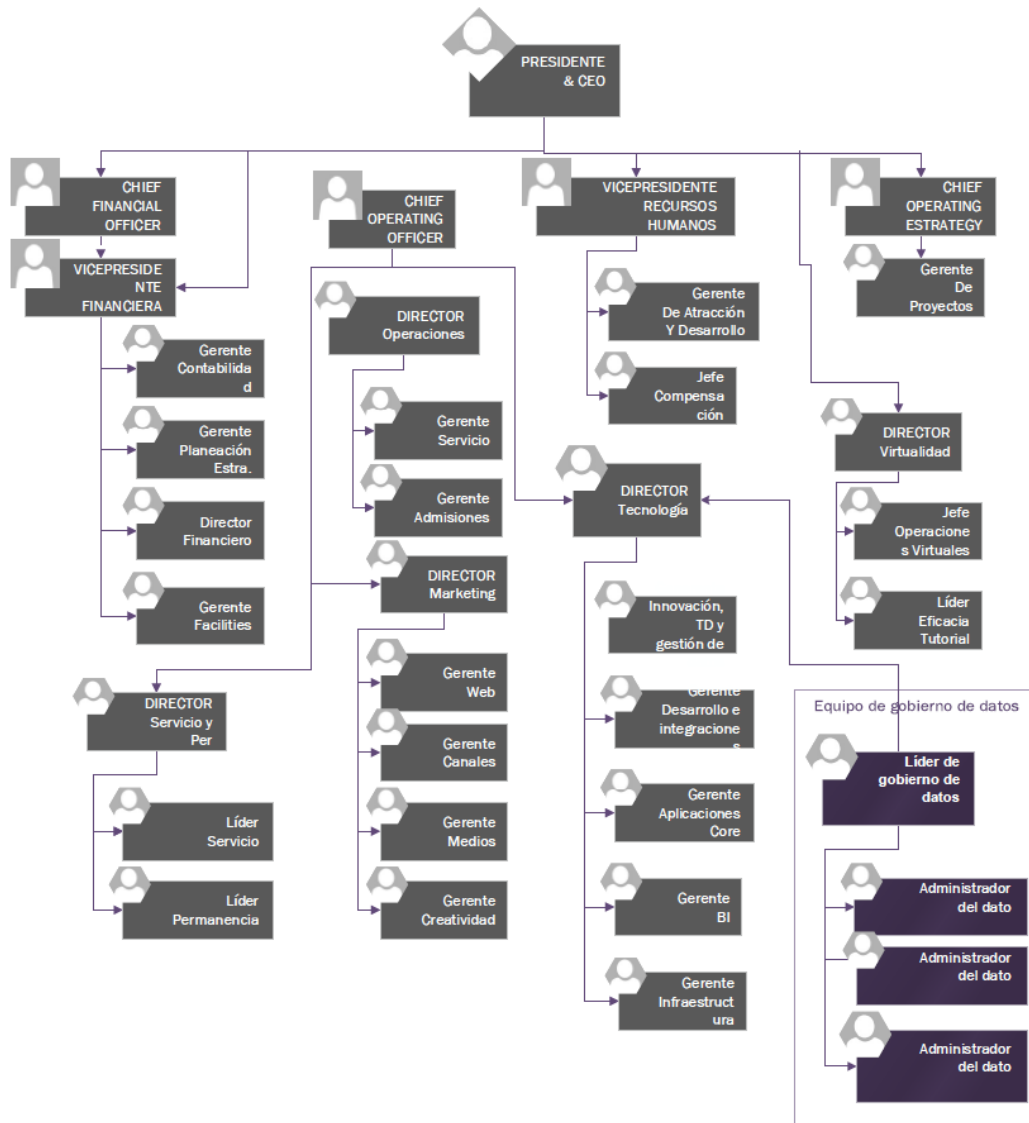 PRESIDENTE
& CEO
CHIEF
FINANCIAL
OFFICER
VICEPRESIDE
NTE
FINANCIERA
Gerente
Contabilida
d
Gerente
Planeación
Estra.
Director
Financiero
Gerente
Facilities
CHIEF
OPERATING
OFFICER
DIRECTOR
Operaciones
Gerente
Servicio
Gerente
Admisiones
DIRECTOR
Marketing
Gerente
Web
Gerente
Canales
Gerente
Medios
Gerente
Creatividad
DIRECTOR
Servicio y
Per
Líder
Servicio
Líder
Permanencia
VICEPRESIDENTE
RECURSOS
HUMANOS
Gerente
De Atracción
Y Desarrollo
Jefe
Compensa
ción
DIRECTOR
Tecnología
Innovación,
TD y
gestión de
Gerente
Desarrollo e
integracione
s
Gerente
Aplicaciones
Core
Gerente
BI
Gerente
Infraestruct
ura
CHIEF
OPERATING
ESTRATEGY
Gerente
De
Proyectos
DIRECTOR
Virtualidad
Jefe
Operacione
s Virtuales
Líder
Eficacia
Tutorial
Equipo de gobierno de datos
Líder de
gobierno de
datos
Administrador
del dato
Administrador
del dato
Administrador
del dato